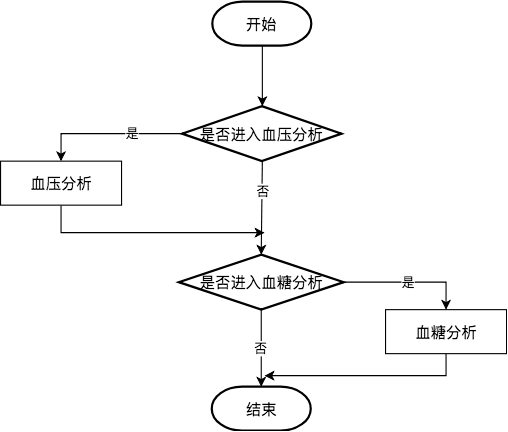 开始
是否进入血压分析
是
血压分析
否
是否进入血糖分析
是
血糖分析
否
结束